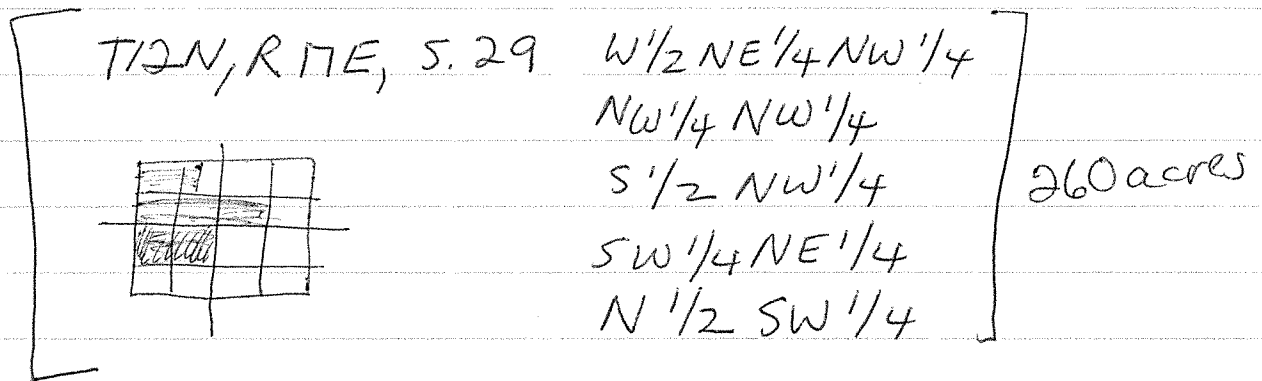 T12N, R17E, S.29 W1/2 NE1/4 NW1/4
NW1/4 NW1/4
S1/2 NW1/4
260 acres
SW1/4 NE1/4
N1/2 SW1/4